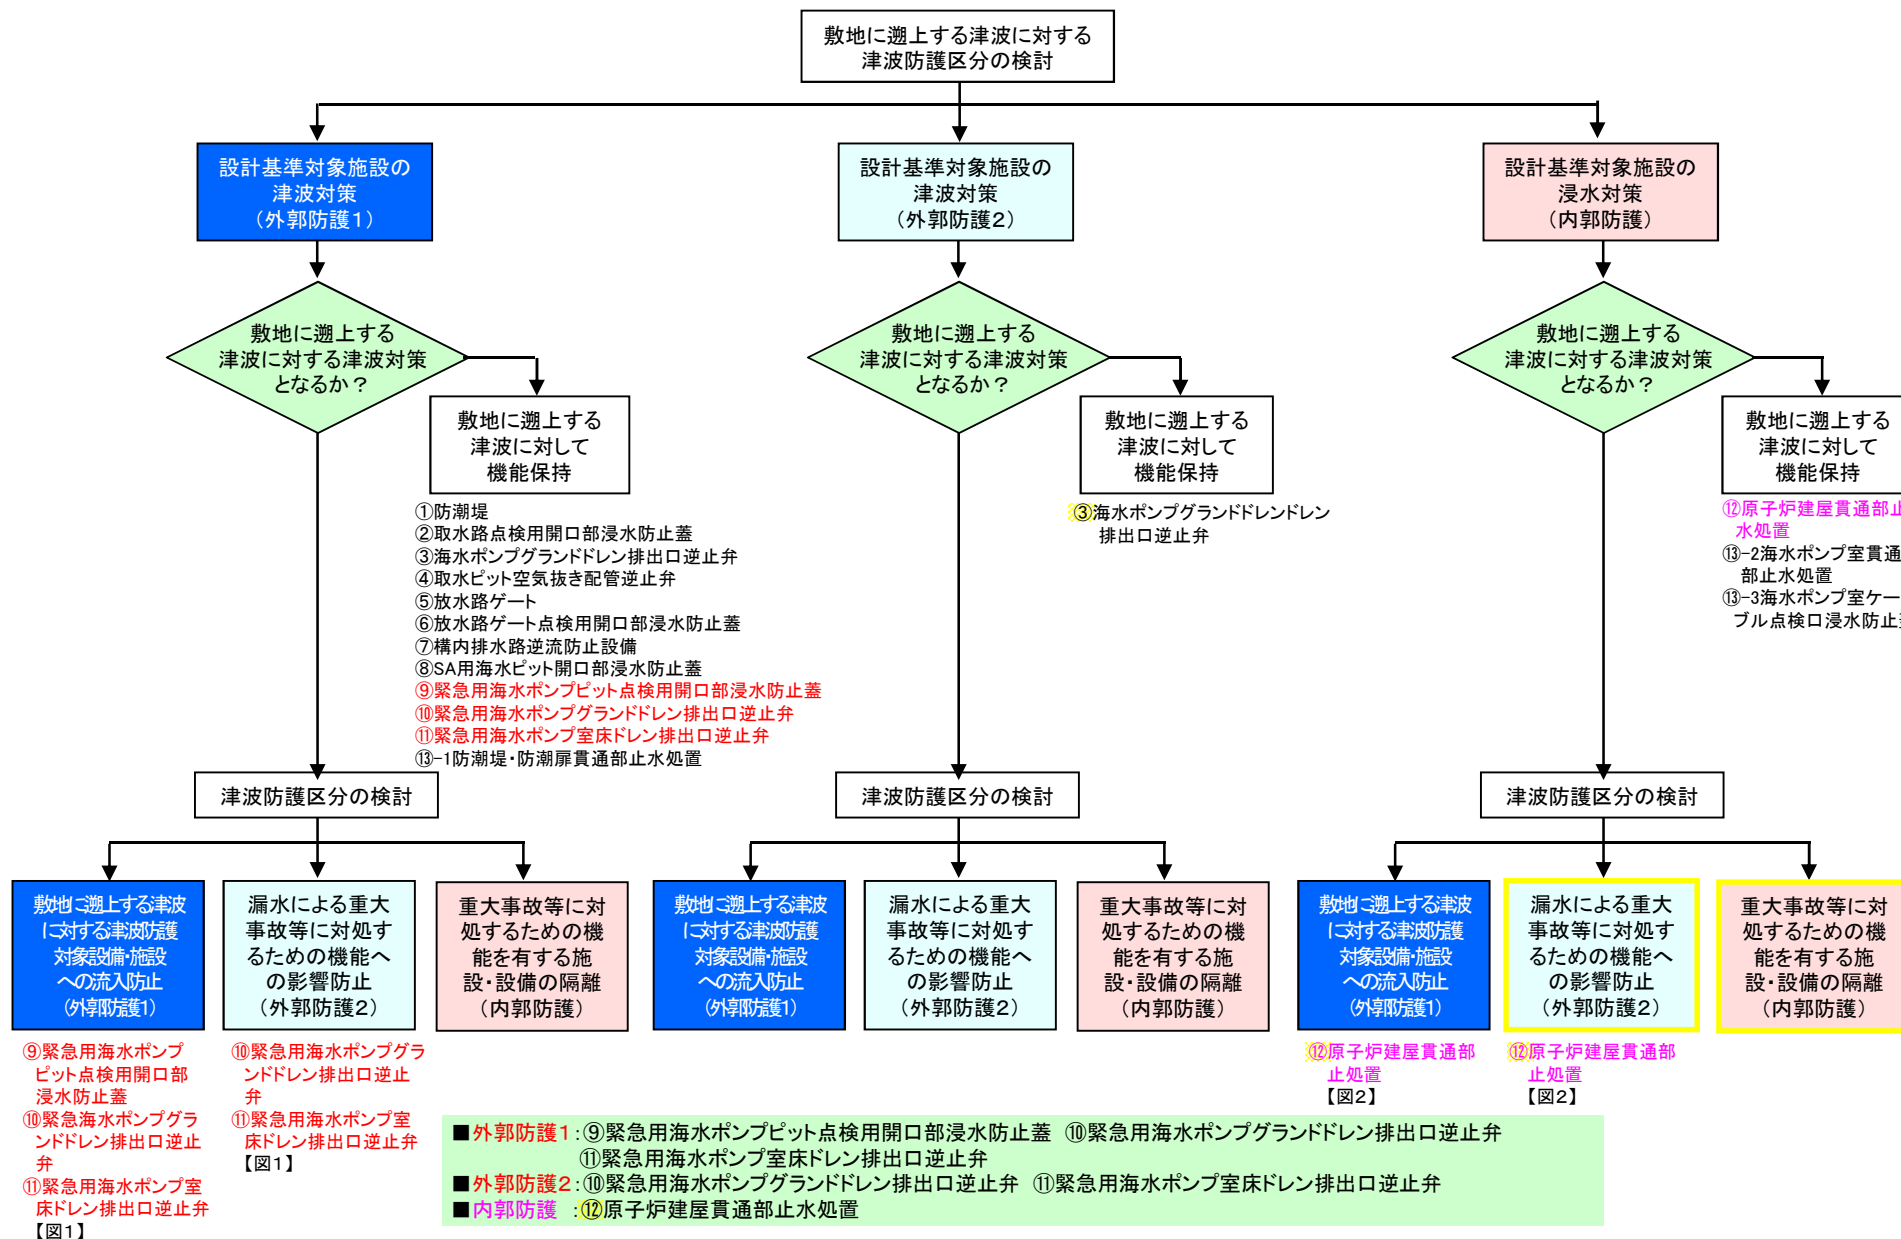 敷地に遡上する津波に対する
津波防護区分の検討
設計基準対象施設の
津波対策
（外郭防護１）
設計基準対象施設の
津波対策
（外郭防護２）
設計基準対象施設の
浸水対策
（内郭防護）
敷地に遡上する
津波に対する津波対策
となるか？
敷地に遡上する
津波に対する津波対策
となるか？
敷地に遡上する
津波に対する津波対策
となるか？
敷地に遡上する
津波に対して
機能保持
①防潮堤
②取水路点検用開口部浸水防止蓋
③海水ポンプグランドドレン排出口逆止弁
④取水ピット空気抜き配管逆止弁
⑤放水路ゲート
⑥放水路ゲート点検用開口部浸水防止蓋
⑦構内排水路逆流防止設備
⑧SA用海水ピット開口部浸水防止蓋
⑨緊急用海水ポンプピット点検用開口部浸水防止蓋
⑩緊急用海水ポンプグランドドレン排出口逆止弁
⑪緊急用海水ポンプ室床ドレン排出口逆止弁
⑬-1防潮堤・防潮扉貫通部止水処置
敷地に遡上する
津波に対して
機能保持
③海水ポンプグランドドレンドレン
排出口逆止弁
敷地に遡上する
津波に対して
機能保持
⑫原子炉建屋貫通部止
水処置
⑬-2海水ポンプ室貫通
部止水処置
⑬-3海水ポンプ室ケー
ブル点検口浸水防止
津波防護区分の検討
津波防護区分の検討
津波防護区分の検討
敷地に遡上する津波
に対する津波防護
対象設備・施設
への流入防止
（外郭防護1）
漏水による重大
事故等に対処す
るための機能へ
の影響防止
（外郭防護２）
重大事故等に対
処するための機
能を有する施
設・設備の隔離
（内郭防護）
敷地に遡上する津波
に対する津波防護
対象設備・施設
への流入防止
（外郭防護1）
漏水による重大
事故等に対処す
るための機能へ
の影響防止
（外郭防護２）
重大事故等に対
処するための機
能を有する施
設・設備の隔離
（内郭防護）
敷地に遡上する津波
に対する津波防護
対象設備・施設
への流入防止
（外郭防護1）
漏水による重大
事故等に対処す
るための機能へ
の影響防止
（外郭防護２）
重大事故等に対
処するための機
能を有する施
設・設備の隔離
（内郭防護）
⑨緊急用海水ポンプ
ピット点検用開口部
浸水防止蓋
⑩緊急海水ポンプグラ
ンドドレン排出口逆止
弁
⑪緊急用海水ポンプ室
床ドレン排出口逆止弁
【図1】
⑩緊急用海水ポンプグラ
ンドドレン排出口逆止
弁
⑪緊急用海水ポンプ室
床ドレン排出口逆止弁
【図1】
⑫原子炉建屋貫通部
止処置
【図2】
⑫原子炉建屋貫通部
止処置
【図2】
■外郭防護１：⑨緊急用海水ポンプピット点検用開口部浸水防止蓋 ⑩緊急用海水ポンプグランドドレン排出口逆止弁
⑪緊急用海水ポンプ室床ドレン排出口逆止弁
■外郭防護２：⑩緊急用海水ポンプグランドドレン排出口逆止弁 ⑪緊急用海水ポンプ室床ドレン排出口逆止弁
■内郭防護 ：⑫原子炉建屋貫通部止水処置